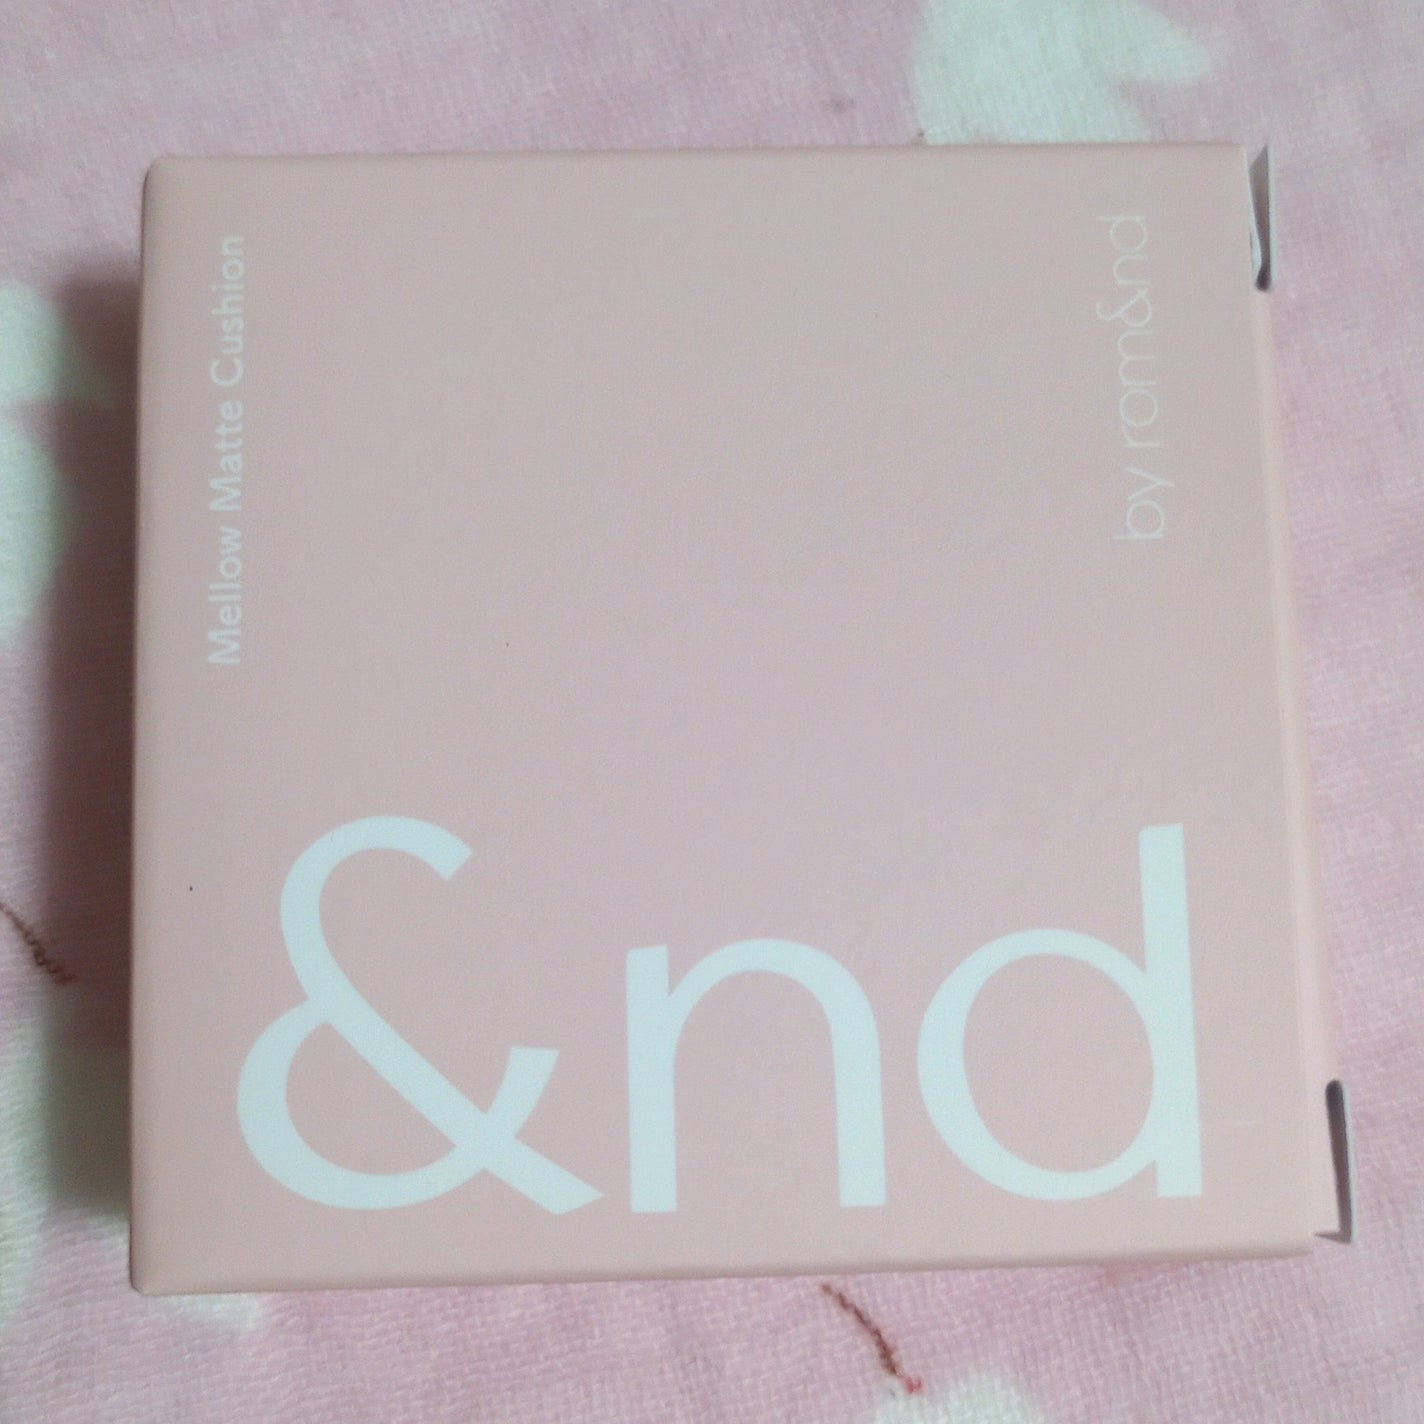 Mellow Matte Cushion
by rom&nd
&nd